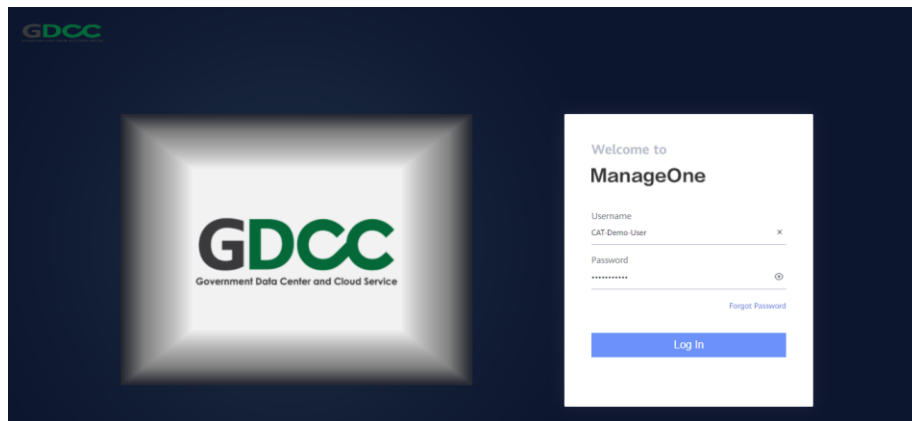 GDCC
GDCC
Government Data Center and Cloud Service
Welcome to
ManageOne
Username
CAT-Demo-User
Password
Forgot Password
Log In